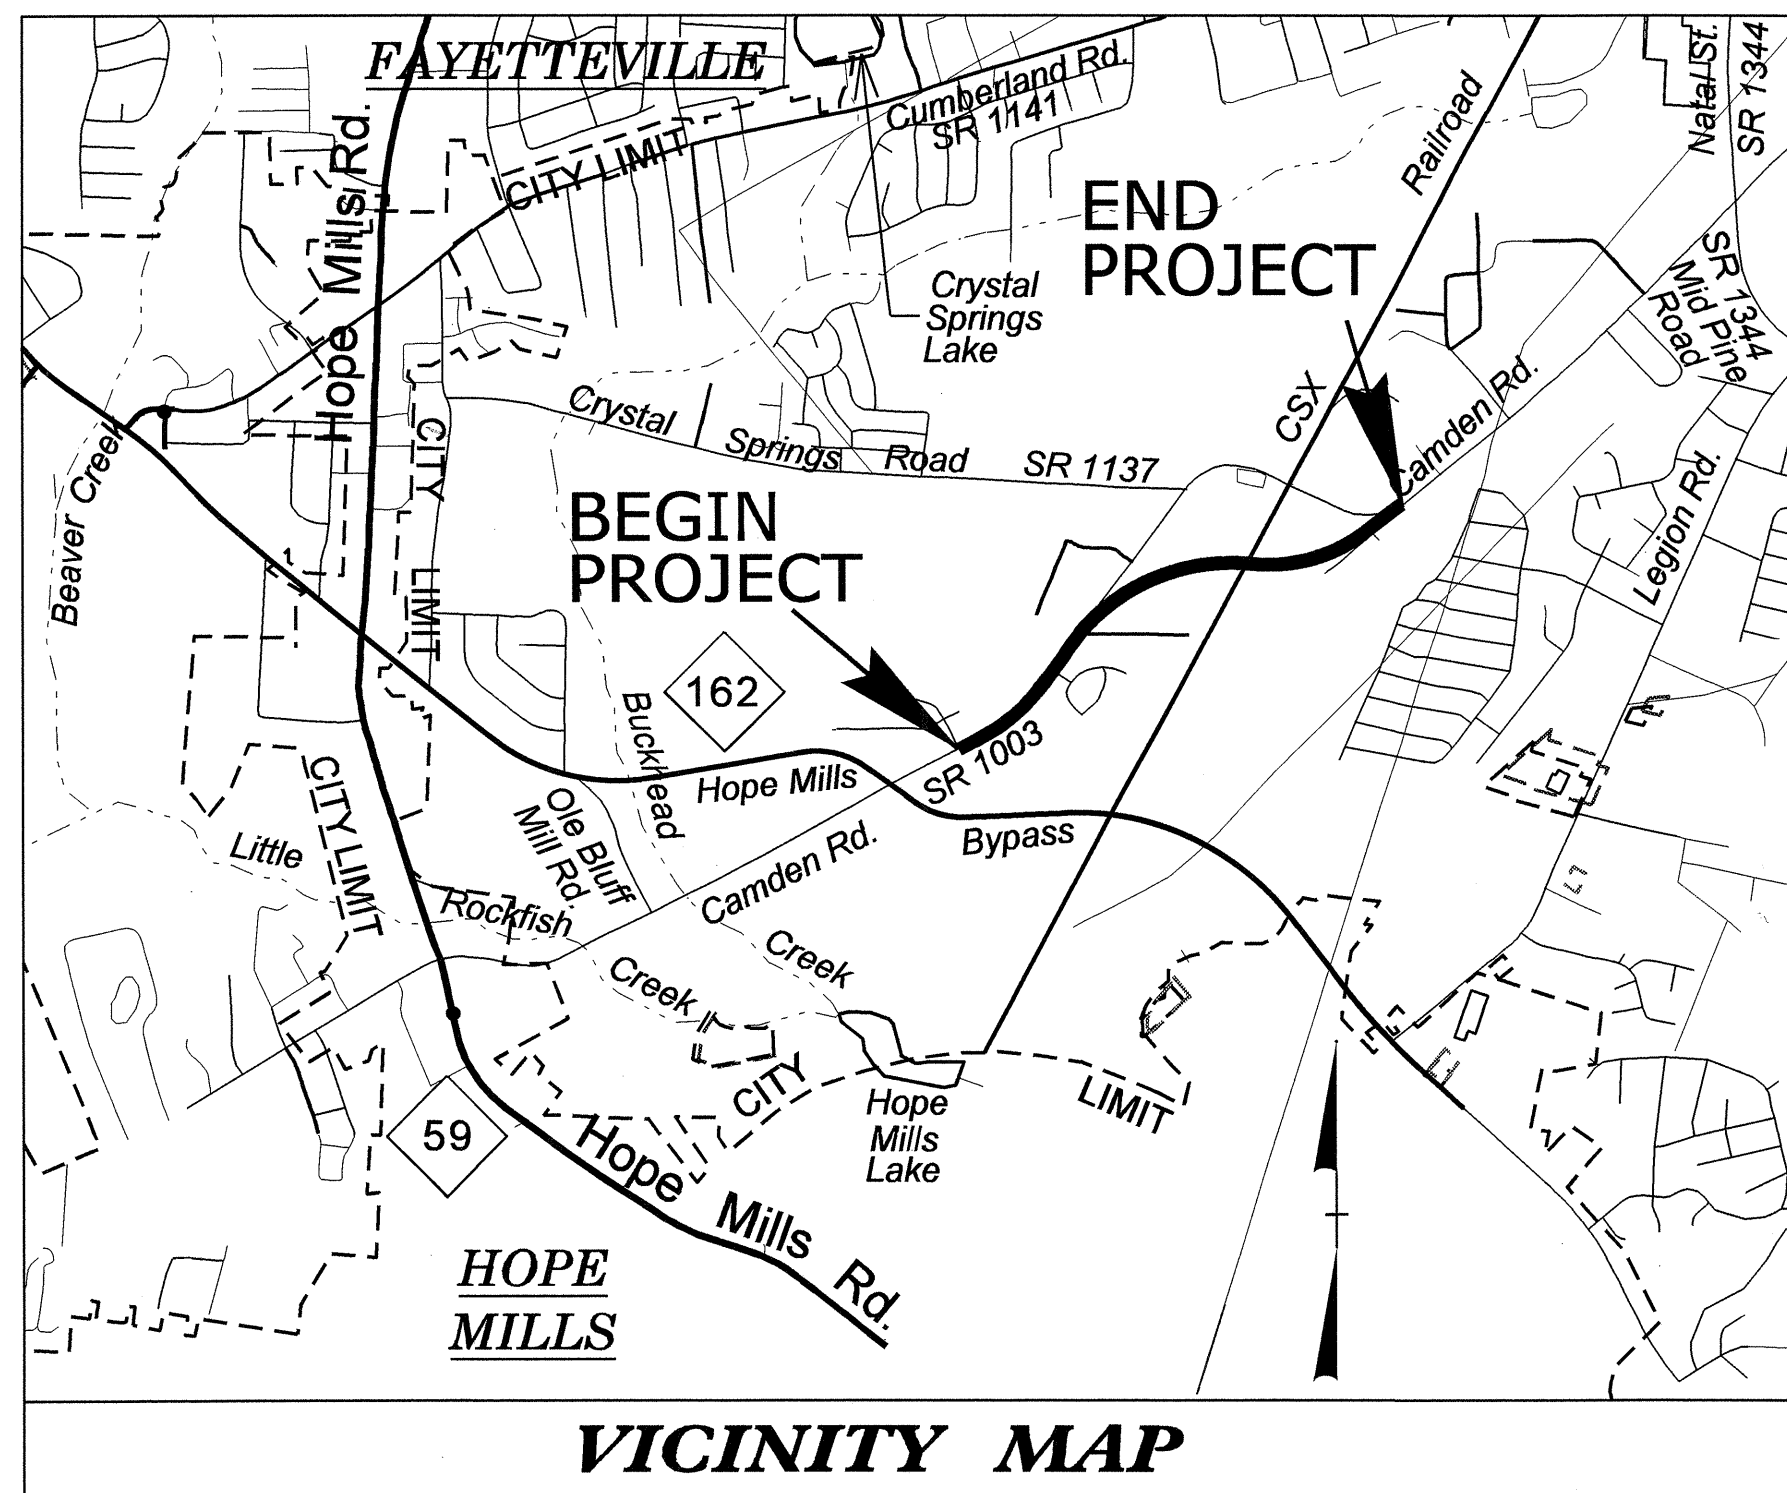 FAYETTEVILLE
Cumberland Rd.
SR 1141
CITY LIMIT
Hope Mills Rd.
Railroad
Natal St.
SR 1344
END
PROJECT
Crystal
Springs
Lake
SR 1344
Mid Pine
Road
Crystal Springs Road SR 1137
CSX
Camden Rd.
CITY LIMIT
Beaver Creek
Legion Rd.
BEGIN
PROJECT
162
Buckhead
SR 1003
Hope Mills
Bypass
Ole Bluff
Mill Rd.
CITY LIMIT
Little
Camden Rd.
Rockfish
Creek
Creek
CITY
LIMIT
Hope
Mills
Lake
59
Hope Mills Rd.
HOPE
MILLS
VICINITY MAP